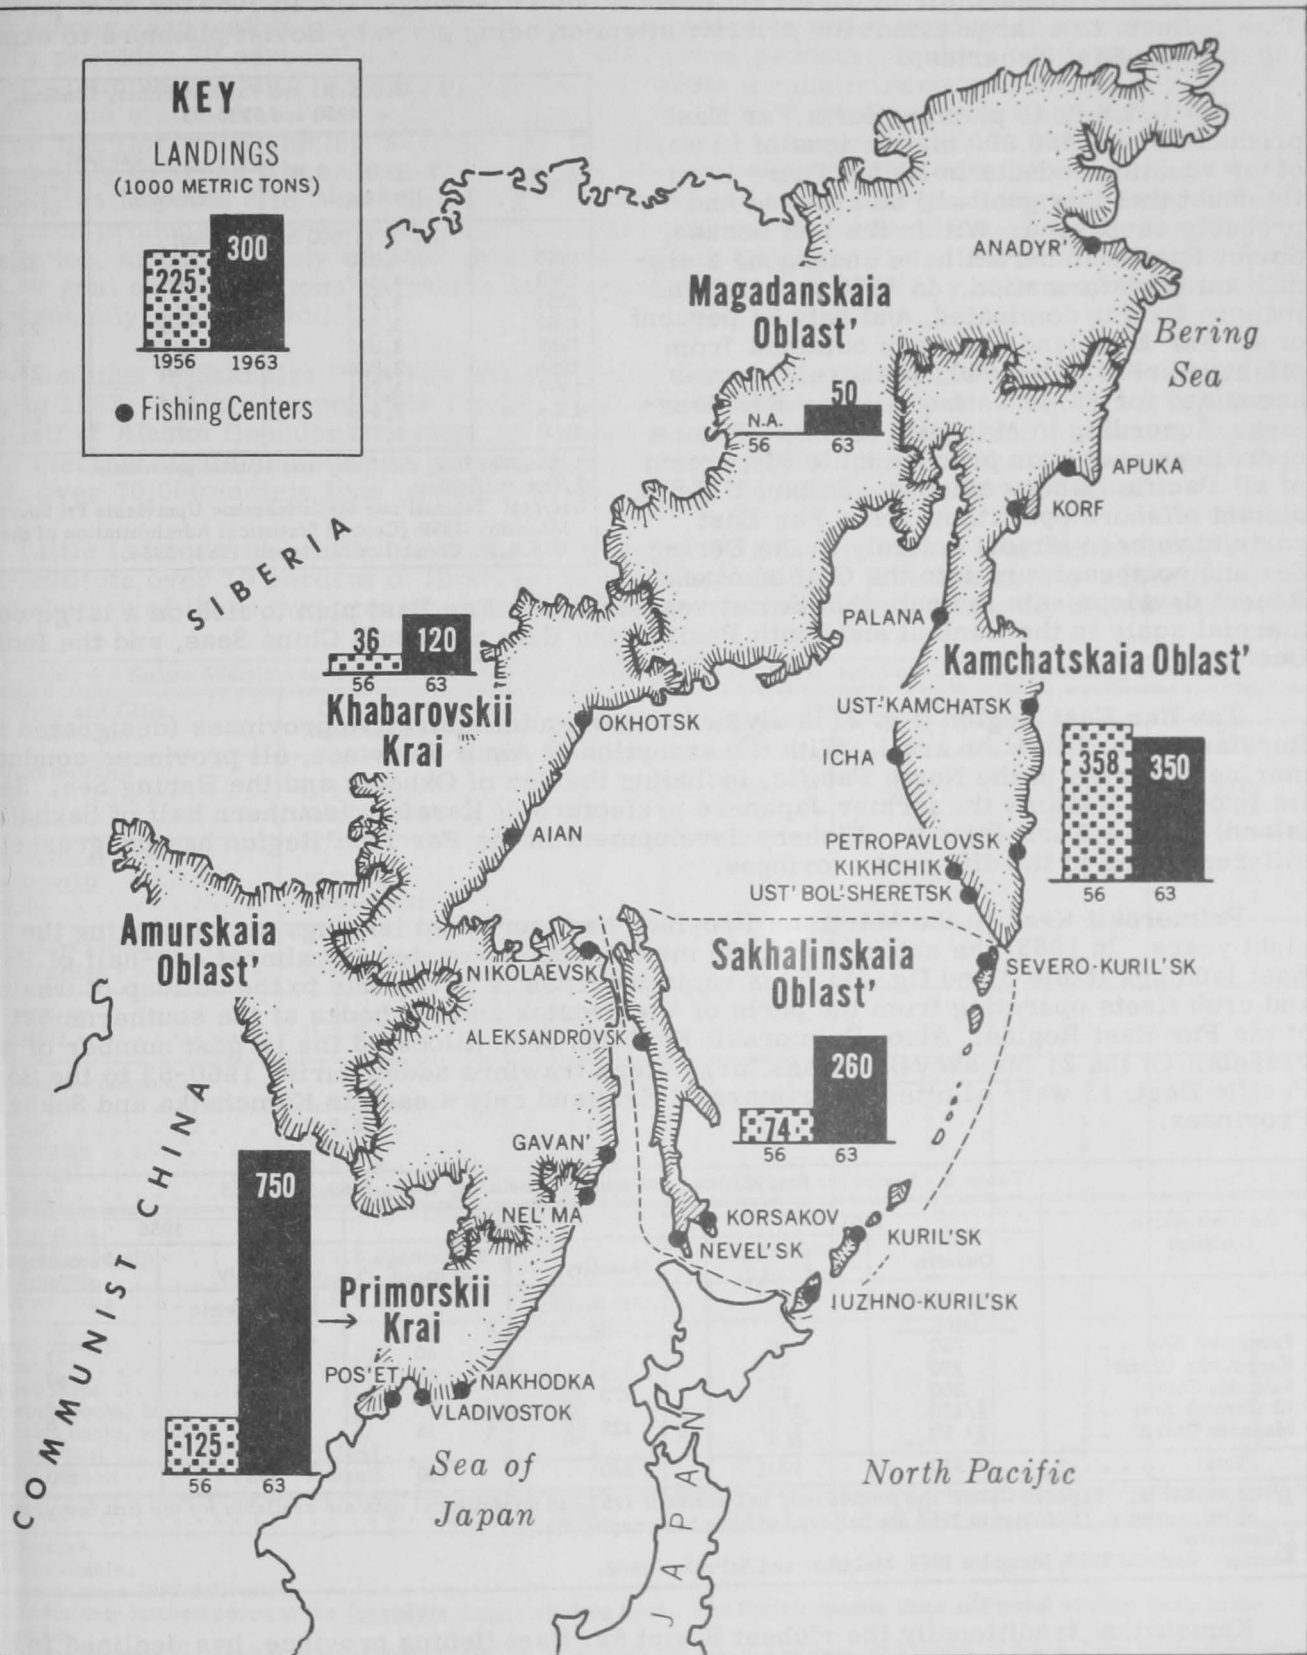 KEY
LANDINGS
(1000 METRIC TONS)
225
300
1956
1963
Fishing Centers
ANADYR'
Magadanskaia
Oblast'
Bering
Sea
50
N.A.
56
63
APUKA
KORF
SIBERIA
PALANA
36
120
56
63
Khabarovskii
Krai
Kamchatskaia Oblast'
UST'-KAMCHATSK
OKHOTSK
ICHA
358
350
56
63
AIAN
PETROPAVLOVSK
KIKHCHIK
UST' BOL'SHERETSK
Amurskaia
Oblast'
Sakhalinskaia
Oblast'
NIKOLAEVSK
SEVERO-KURIL'SK
ALEKSANDROVSK
260
74
56
63
GAVAN'
750
NEL'MA
KORSAKOV
NEVEL'SK
KURIL'SK
COMMUNIST CHINA
Primorskii
Krai
IUZHNO-KURIL'SK
POS'ET
NAKHODKA
VLADIVOSTOK
125
56
63
Sea of
Japan
North Pacific
JAPAN